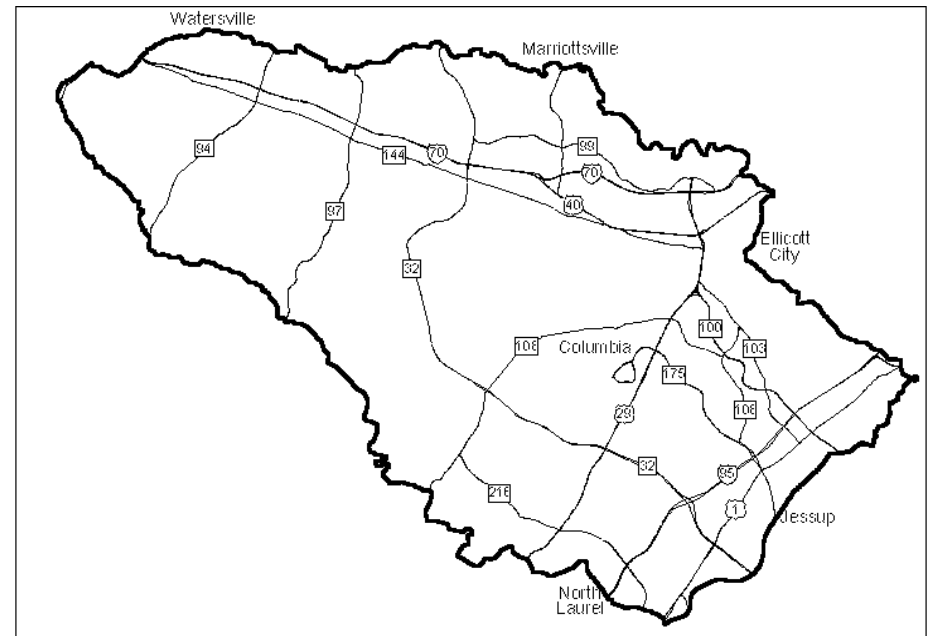 Watersville
Marriottsville
94
144
70
99
70
97
40
Ellicott
City
32
108
Columbia
100
103
175
29
108
32
95
216
1
Jessup
North
Laurel